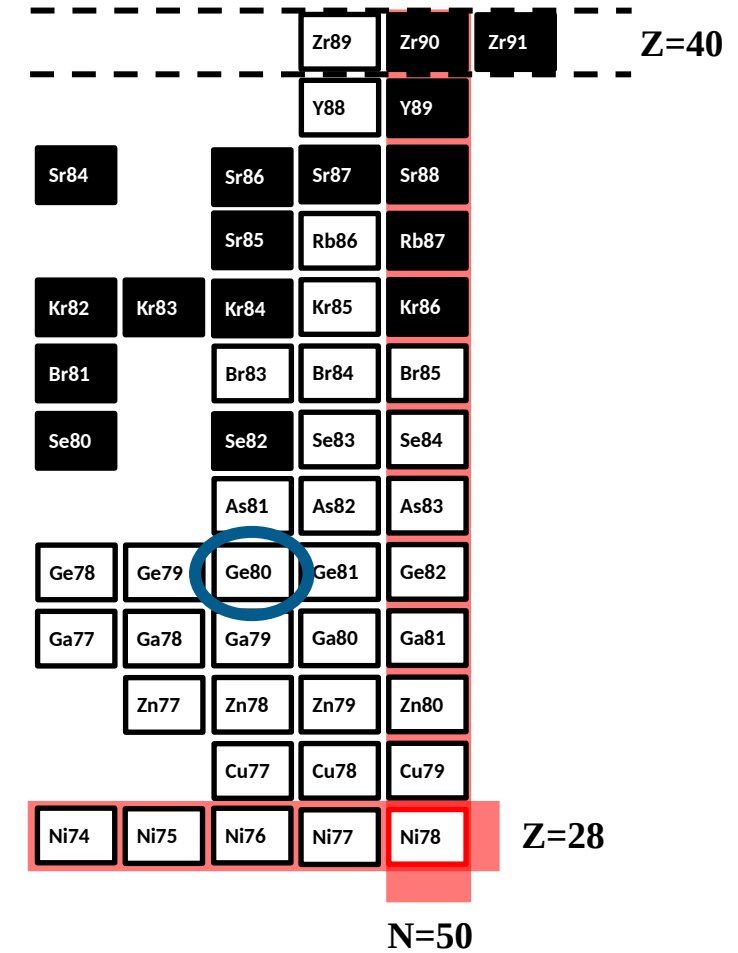 Zr89 Zr90 Zr91 Z=40
Y88 Y89
Sr84 Sr86 Sr87 Sr88
Sr85 Rb86 Rb87
Kr82 Kr83 Kr84 Kr85 Kr86
Br81 Br83 Br84 Br85
Se80 Se82 Se83 Se84
As81 As82 As83
Ge78 Ge79 Ge80 Ge81 Ge82
Ga77 Ga78 Ga79 Ga80 Ga81
Zn77 Zn78 Zn79 Zn80
Cu77 Cu78 Cu79
Ni74 Ni75 Ni76 Ni77 Ni78 Z=28
N=50